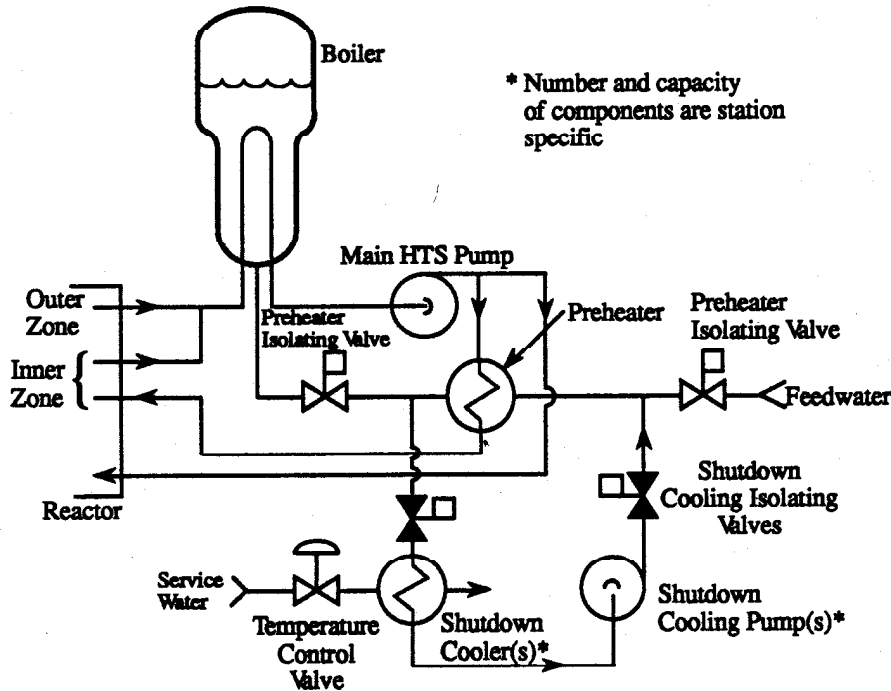 Boiler
* Number and capacity
of components are station
specific
Main HTS Pump
Outer
Zone
Preheater
Isolating Valve
Preheater
Preheater
Isolating Valve
Inner
Zone
Feedwater
Reactor
Shutdown
Cooling Isolating
Valves
Service
Water
Temperature
Control
Valve
Shutdown
Cooler(s)*
Shutdown
Cooling Pump(s)*